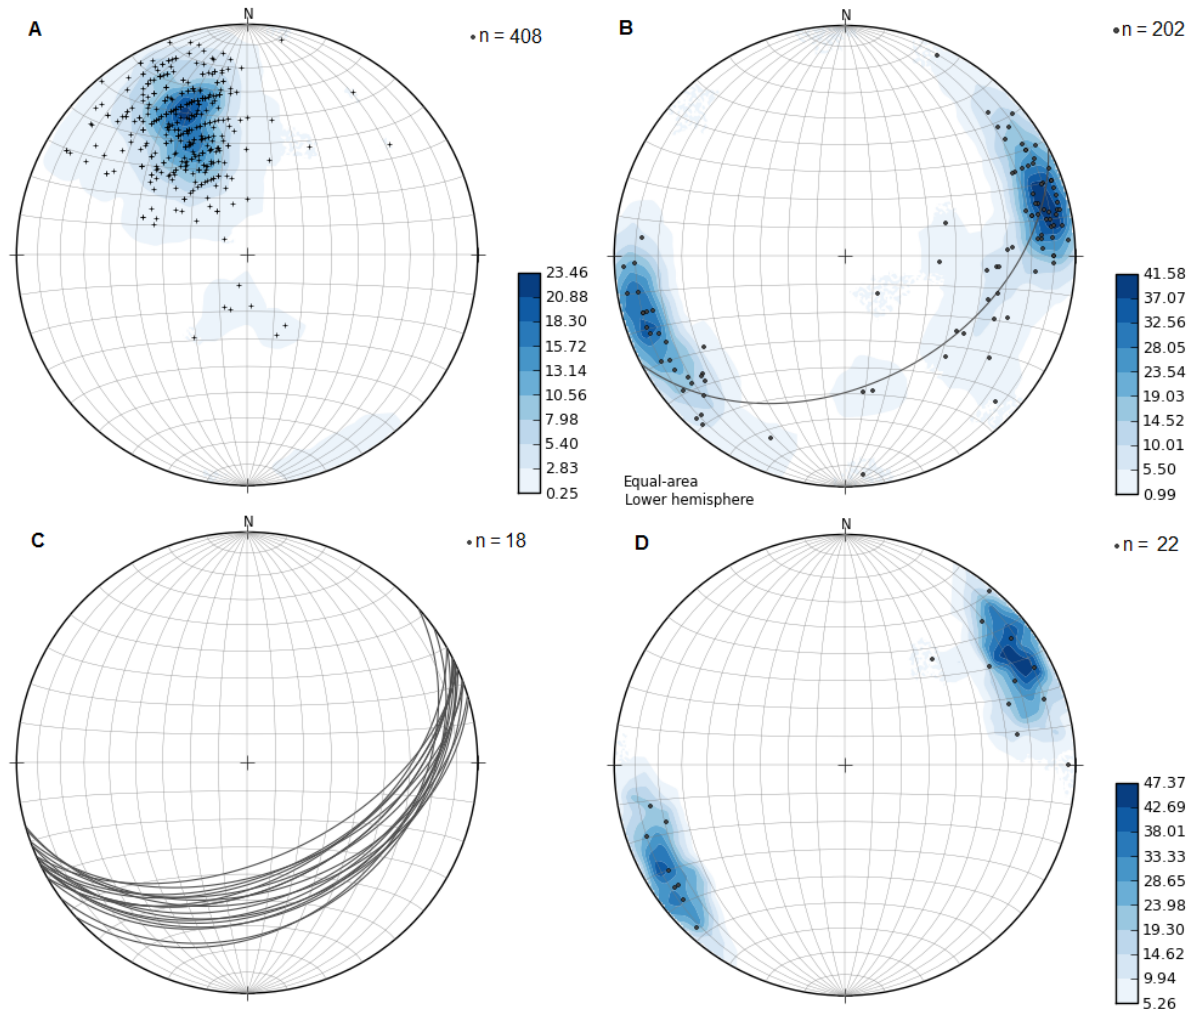 A
N
n = 408
23.46
20.88
18.30
15.72
13.14
10.56
7.98
5.40
2.83
0.25
B
N
n = 202
41.58
37.07
32.56
28.05
23.54
19.03
14.52
10.01
5.50
0.99
Equal-area
Lower hemisphere
C
N
n = 18
D
N
n = 22
47.37
42.69
38.01
33.33
28.65
23.98
19.30
14.62
9.94
5.26